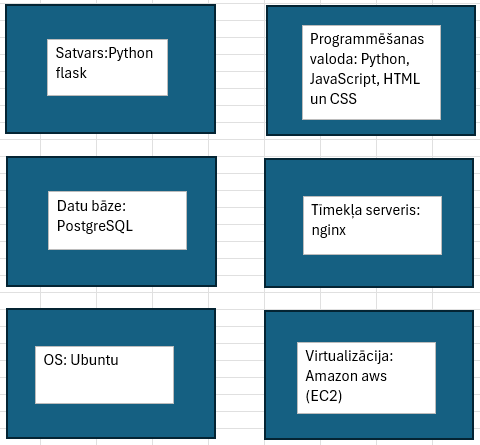 Satvars:Python
flask
Programmēšanas
valoda: Python,
JavaScript, HTML
un CSS
Datu bāze:
PostgreSQL
Tīmekļa serveris:
nginx
OS: Ubuntu
Virtualizācija:
Amazon aws
(EC2)